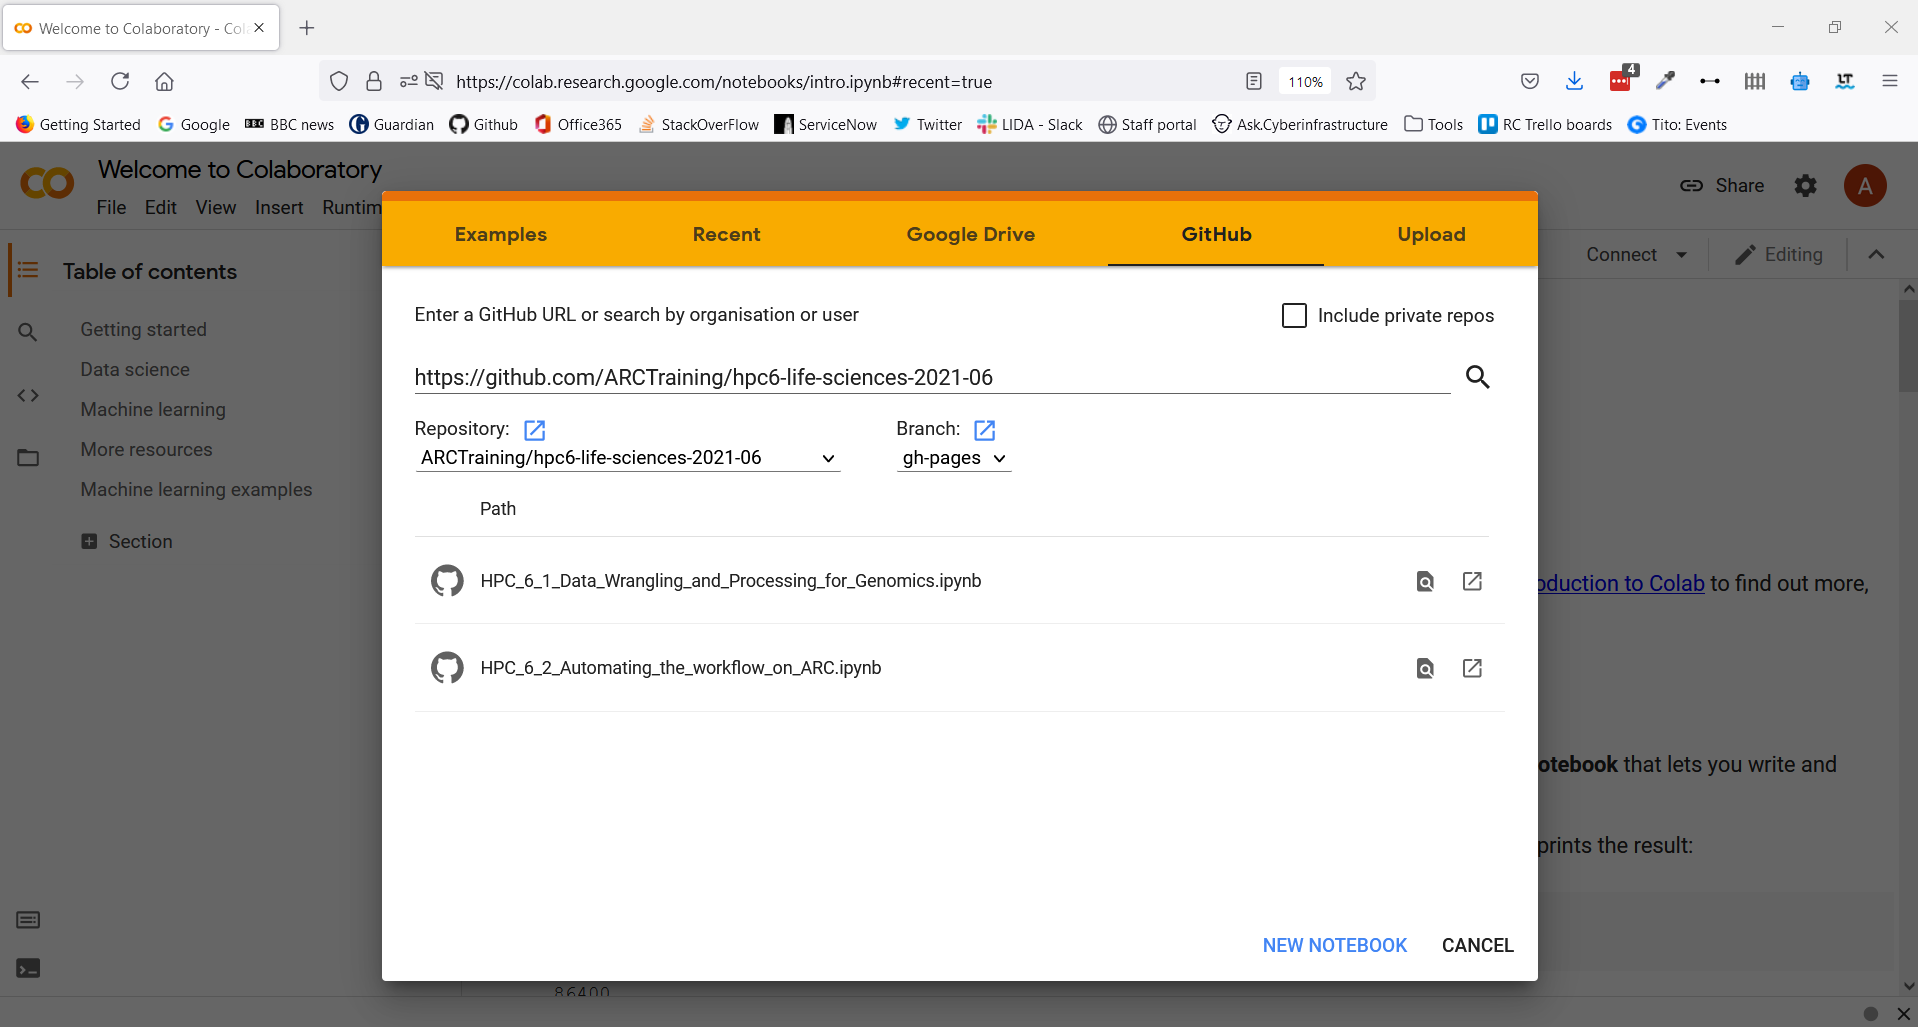 Welcome to Colaboratory - Cola
https://colab.research.google.com/notebooks/intro.ipynb#recent=true
110%
4
LT
Getting Started
Google
BBC news
Guardian
Github
Office365
StackOverFlow
ServiceNow
Twitter
LIDA - Slack
Staff portal
Ask.Cyberinfrastructure
Tools
RC Trello boards
Tito: Events
Welcome to Colaboratory
File Edit View Insert Runtim
Share
A
Connect
Editing
Table of contents
Getting started
Data science
Machine learning
More resources
Machine learning examples
Section
Examples
Recent
Google Drive
GitHub
Upload
Enter a GitHub URL or search by organisation or user
Include private repos
https://github.com/ARCTraining/hpc6-life-sciences-2021-06
Repository:
Branch:
ARCTraining/hpc6-life-sciences-2021-06
gh-pages
Path
HPC_6_1_Data_Wrangling_and_Processing_for_Genomics.ipynb
HPC_6_2_Automating_the_workflow_on_ARC.ipynb
oduction to Colab to find out more,
otebook that lets you write and
prints the result:
NEW NOTEBOOK
CANCEL
86400